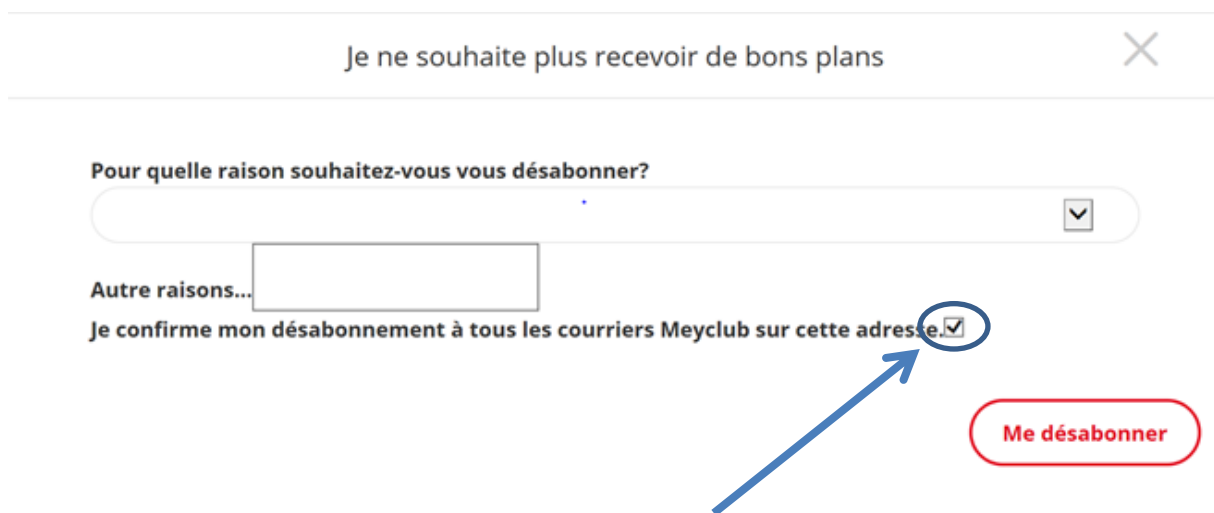 Je ne souhaite plus recevoir de bons plans
Pour quelle raison souhaitez-vous vous désabonner?
Autre raisons...
Je confirme mon désabonnement à tous les courriers Meyclub sur cette adresse.
Me désabonner